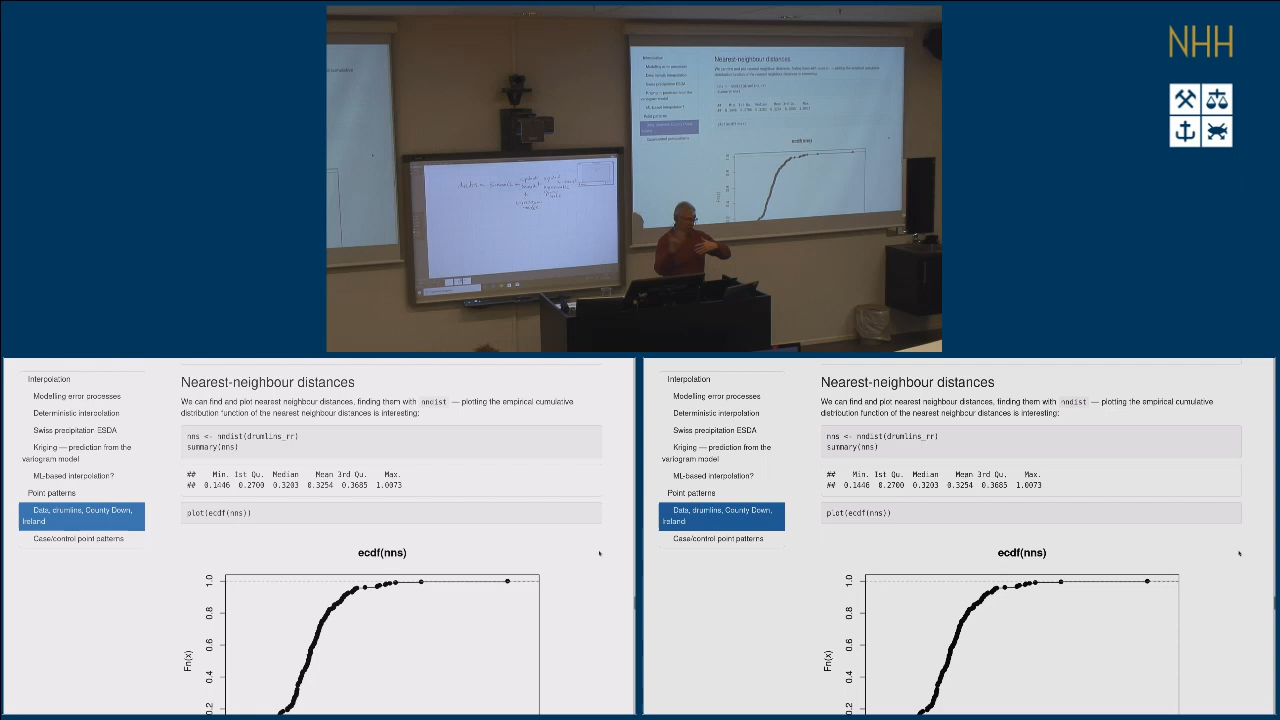 NHH
Interpolation
Modelling error processes
Deterministic interpolation
Swiss precipitation ESDA
Kriging — prediction from the
variogram model
ML-based interpolation?
Point patterns
Data, drumlins, County Down,
Ireland
Case/control point patterns
Nearest-neighbour distances
We can find and plot nearest neighbour distances, finding them with nndist — plotting the empirical cumulative
distribution function of the nearest neighbour distances is interesting:
nns <- nndist(drumlins_rr)
summary(nns)
## Min. 1st Qu. Median Mean 3rd Qu. Max.
## 0.1446 0.2700 0.3203 0.3254 0.3685 1.0073
plot(ecdf(nns))
ecdf(nns)
Fn(x)
1.0
0.8
0.6
0.4
0.2
Interpolation
Modelling error processes
Deterministic interpolation
Swiss precipitation ESDA
Kriging — prediction from the
variogram model
ML-based interpolation?
Point patterns
Data, drumlins, County Down,
Ireland
Case/control point patterns
Nearest-neighbour distances
We can find and plot nearest neighbour distances, finding them with nndist — plotting the empirical cumulative
distribution function of the nearest neighbour distances is interesting:
nns <- nndist(drumlins_rr)
summary(nns)
## Min. 1st Qu. Median Mean 3rd Qu. Max.
## 0.1446 0.2700 0.3203 0.3254 0.3685 1.0073
plot(ecdf(nns))
ecdf(nns)
Fn(x)
1.0
0.8
0.6
0.4
0.2